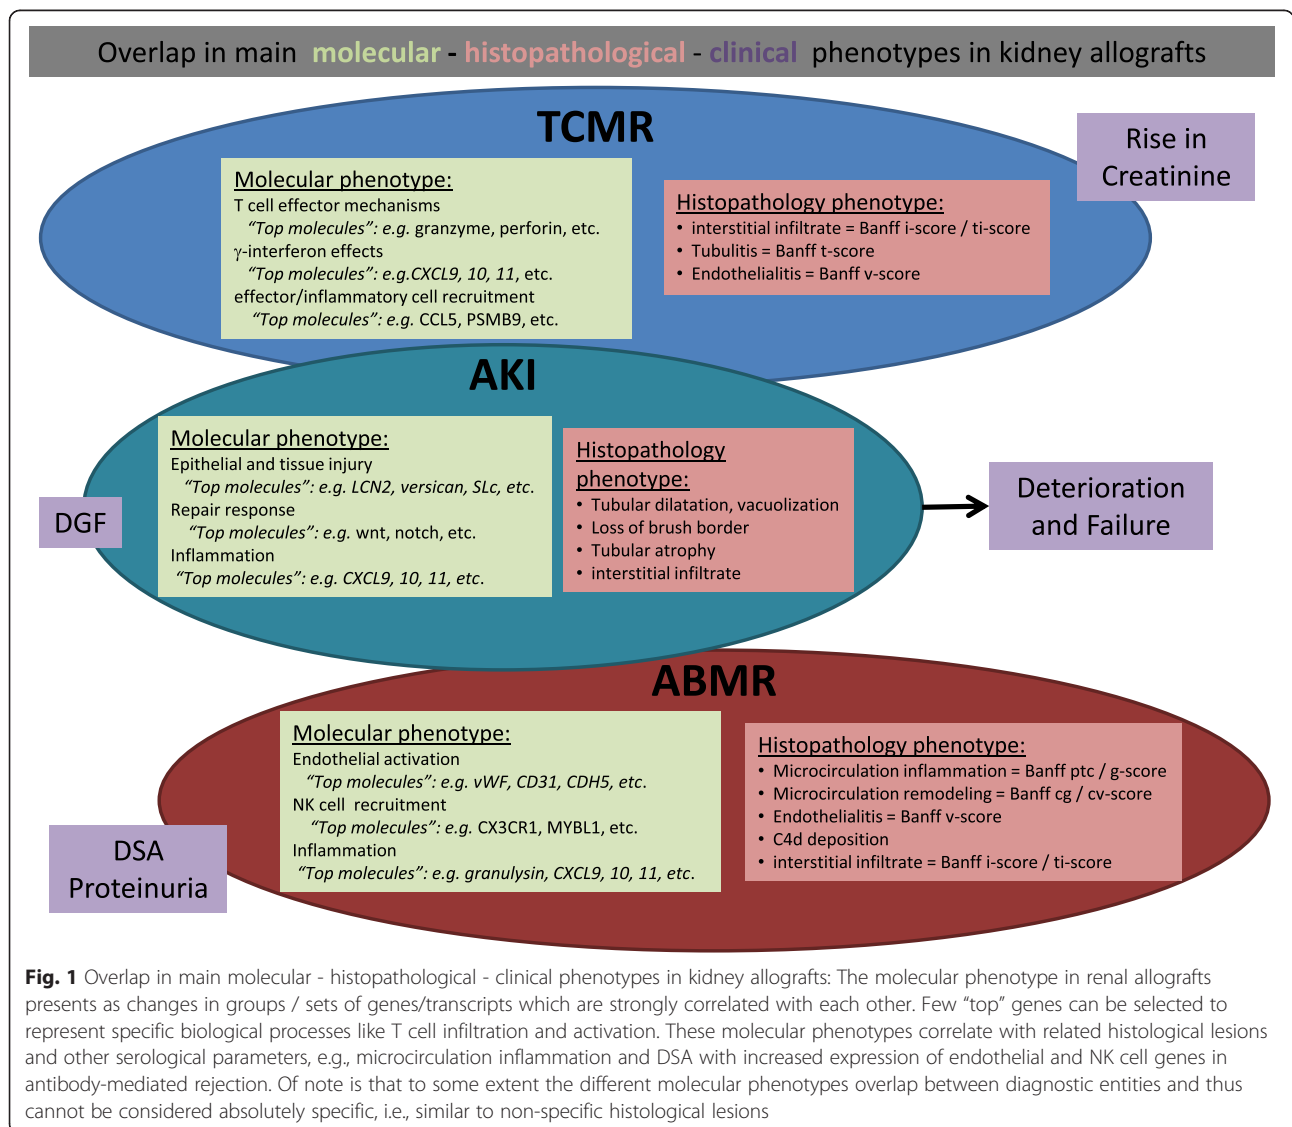 Overlap in main molecular - histopathological - clinical phenotypes in kidney allografts
TCMR
Rise in
Creatinine
Molecular phenotype:
T cell effector mechanisms
“Top molecules”: e.g. granzyme, perforin, etc.
γ-interferon effects
“Top molecules”: e.g.CXCL9, 10, 11, etc.
effector/inflammatory cell recruitment
“Top molecules”: e.g. CCL5, PSMB9, etc.
Histopathology phenotype:
• interstitial infiltrate = Banff i-score / ti-score
• Tubulitis = Banff t-score
• Endothelialitis = Banff v-score
AKI
DGF
Molecular phenotype:
Epithelial and tissue injury
“Top molecules”: e.g. LCN2, versican, SLc, etc.
Repair response
“Top molecules”: e.g. wnt, notch, etc.
Inflammation
“Top molecules”: e.g. CXCL9, 10, 11, etc.
Histopathology
phenotype:
• Tubular dilatation, vacuolization
• Loss of brush border
• Tubular atrophy
• interstitial infiltrate
Deterioration
and Failure
ABMR
DSA
Proteinuria
Molecular phenotype:
Endothelial activation
“Top molecules”: e.g. vWF, CD31, CDH5, etc.
NK cell recruitment
“Top molecules”: e.g. CX3CR1, MYBL1, etc.
Inflammation
“Top molecules”: e.g. granulysin, CXCL9, 10, 11, etc.
Histopathology phenotype:
• Microcirculation inflammation = Banff ptc / g-score
• Microcirculation remodeling = Banff cg / cv-score
• Endothelialitis = Banff v-score
• C4d deposition
• interstitial infiltrate = Banff i-score / ti-score
Fig. 1 Overlap in main molecular - histopathological - clinical phenotypes in kidney allografts: The molecular phenotype in renal allografts
presents as changes in groups / sets of genes/transcripts which are strongly correlated with each other. Few “top” genes can be selected to
represent specific biological processes like T cell infiltration and activation. These molecular phenotypes correlate with related histological lesions
and other serological parameters, e.g., microcirculation inflammation and DSA with increased expression of endothelial and NK cell genes in
antibody-mediated rejection. Of note is that to some extent the different molecular phenotypes overlap between diagnostic entities and thus
cannot be considered absolutely specific, i.e., similar to non-specific histological lesions